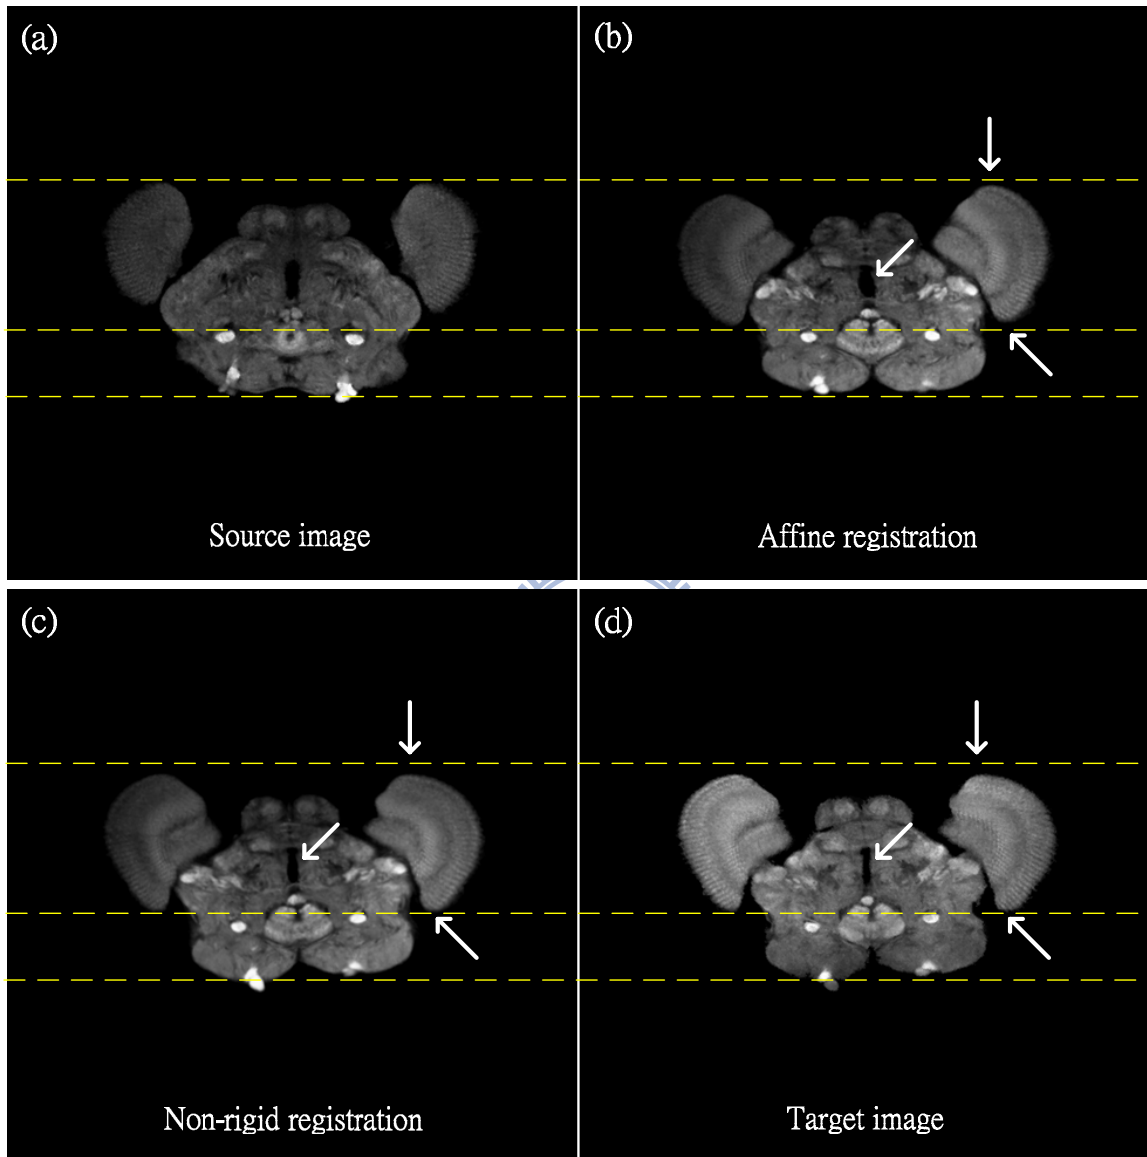 (a)
(b)
Source image
Affine registration
(c)
(d)
Non-rigid registration
Target image